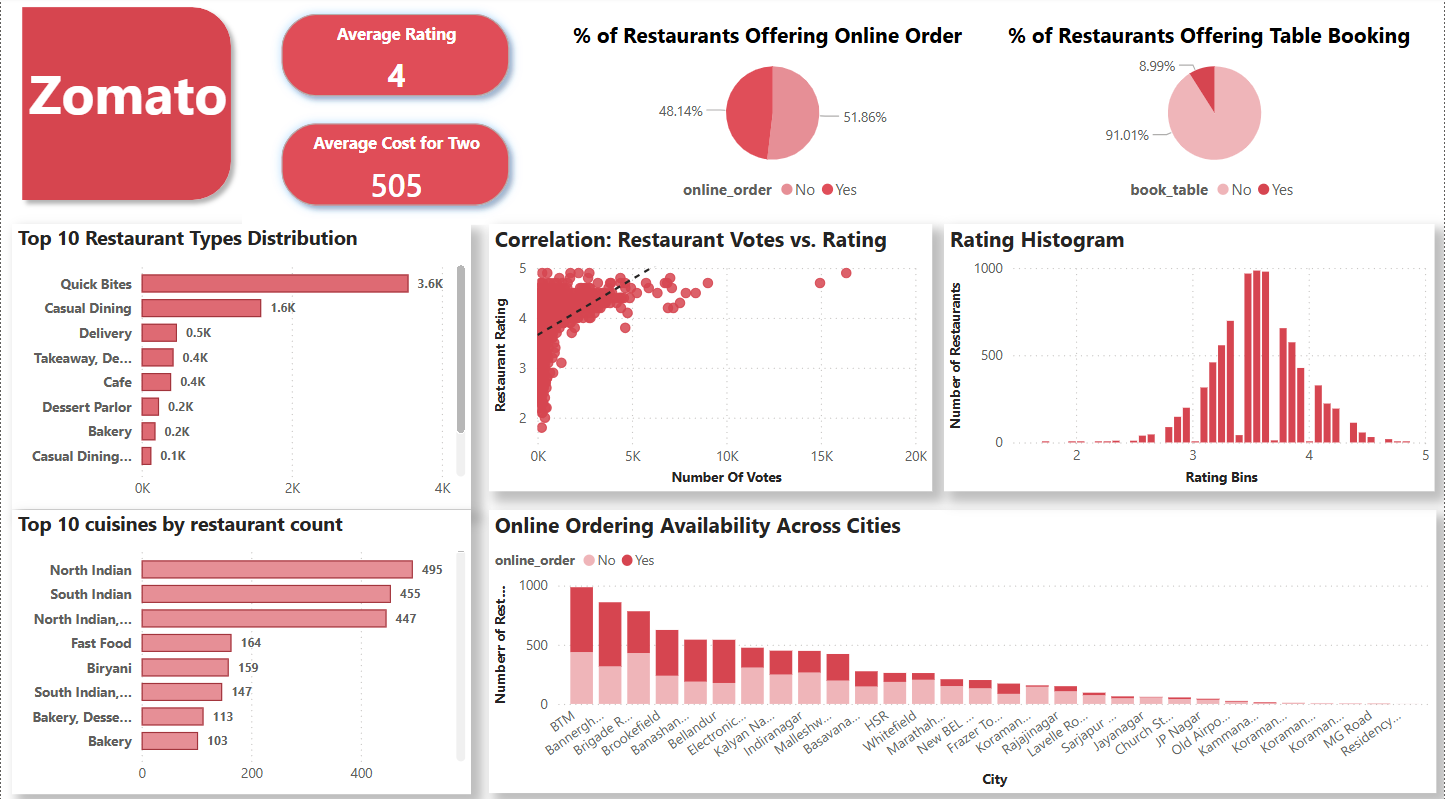 Zomato
Average Rating
4
Average Cost for Two
505
% of Restaurants Offering Online Order
48.14%
51.86%
online_order No Yes
% of Restaurants Offering Table Booking
8.99%
91.01%
book_table No Yes
Top 10 Restaurant Types Distribution
Quick Bites 3.6K
Casual Dining 1.6K
Delivery 0.5K
Takeaway, De... 0.4K
Cafe 0.4K
Dessert Parlor 0.2K
Bakery 0.2K
Casual Dining... 0.1K
0K 2K 4K
Correlation: Restaurant Votes vs. Rating
Restaurant Rating
5
4
3
2
0K 5K 10K 15K 20K
Number Of Votes
Rating Histogram
Number of Restaurants
1000
500
0
2 3 4 5
Rating Bins
Top 10 cuisines by restaurant count
North Indian 495
South Indian 455
North Indian,... 447
Fast Food 164
Biryani 159
South Indian,... 147
Bakery, Desse... 113
Bakery 103
0 200 400
Online Ordering Availability Across Cities
online_order No Yes
Numberr of Rest...
1000
500
0
BTM
Bannergh...
Brigade R...
Brookefield
Banashan...
Bellandur
Electronic...
Kalyan Na...
Indiranagar
Malleshw...
Basavana...
HSR
Whitefield
Marathah...
New BEL ...
Frazer To...
Koraman...
Rajajinagar
Lavelle Ro...
Sarjapur ...
Jayanagar
Church St...
JP Nagar
Old Airpo...
Kammana...
Koraman...
Koraman...
Koraman...
MG Road
Residency...
City